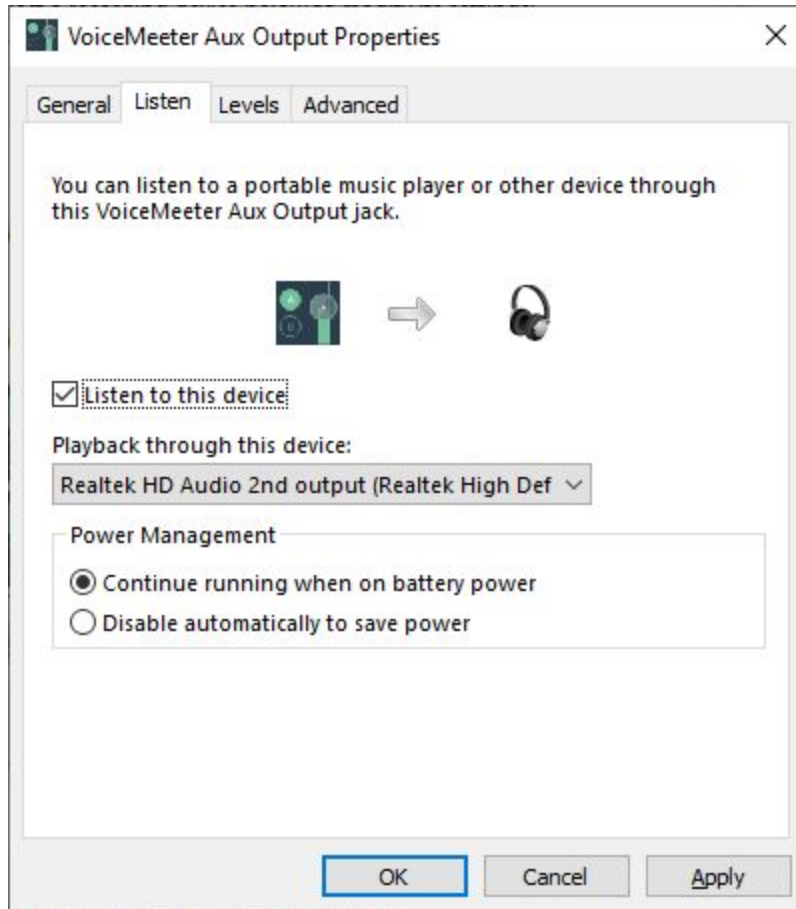 VoiceMeeter Aux Output Properties
General Listen Levels Advanced
You can listen to a portable music player or other device through
this VoiceMeeter Aux Output jack.
Listen to this device
Playback through this device:
Realtek HD Audio 2nd output (Realtek High Def
Power Management
Continue running when on battery power
Disable automatically to save power
OK Cancel Apply